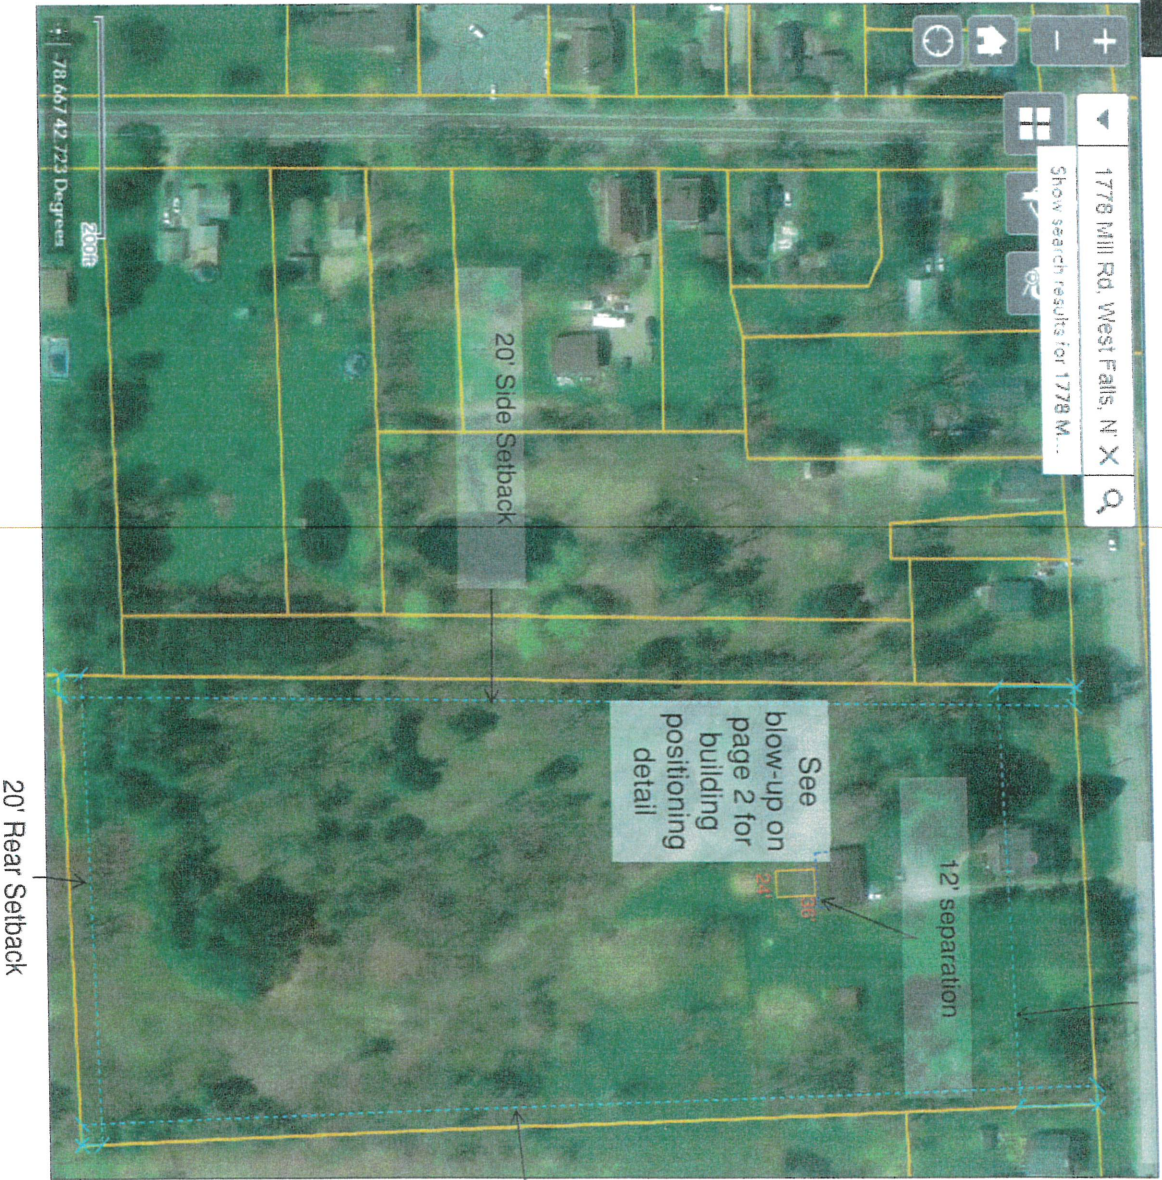 +
−
1778 Mill Rd, West Falls, N' X
Show search results for 1778 M...
20' Side Setback
See
blow-up on
page 2 for
building
positioning
detail
12' separation
36'
24'
20' Rear Setback
200ft
-78.667 42.723 Degrees